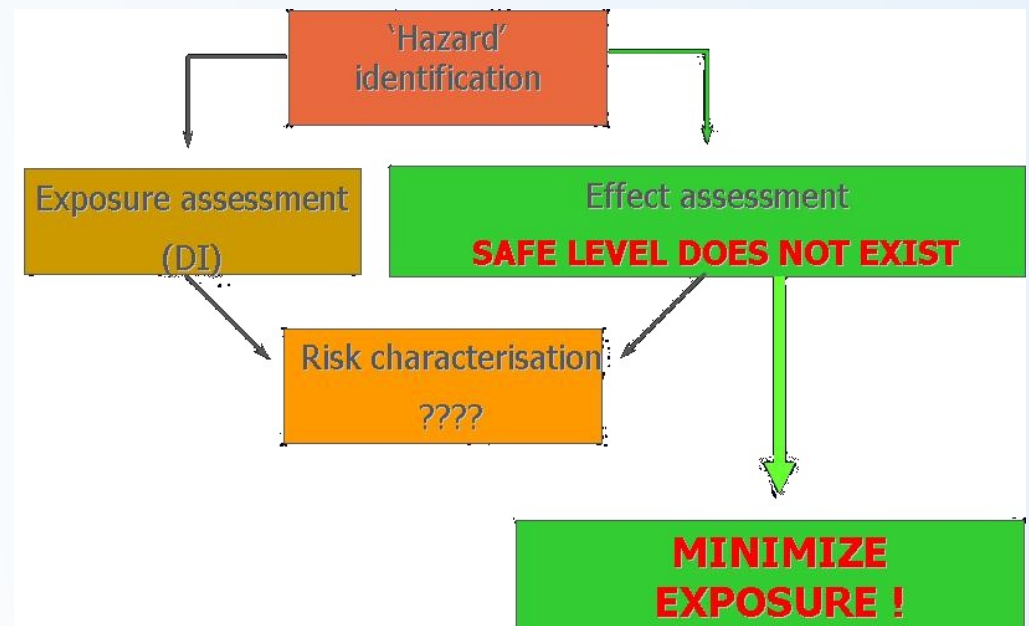 ‘Hazard’
identification
Exposure assessment
(DI)
Effect assessment
SAFE LEVEL DOES NOT EXIST
Risk characterisation
????
MINIMIZE
EXPOSURE !